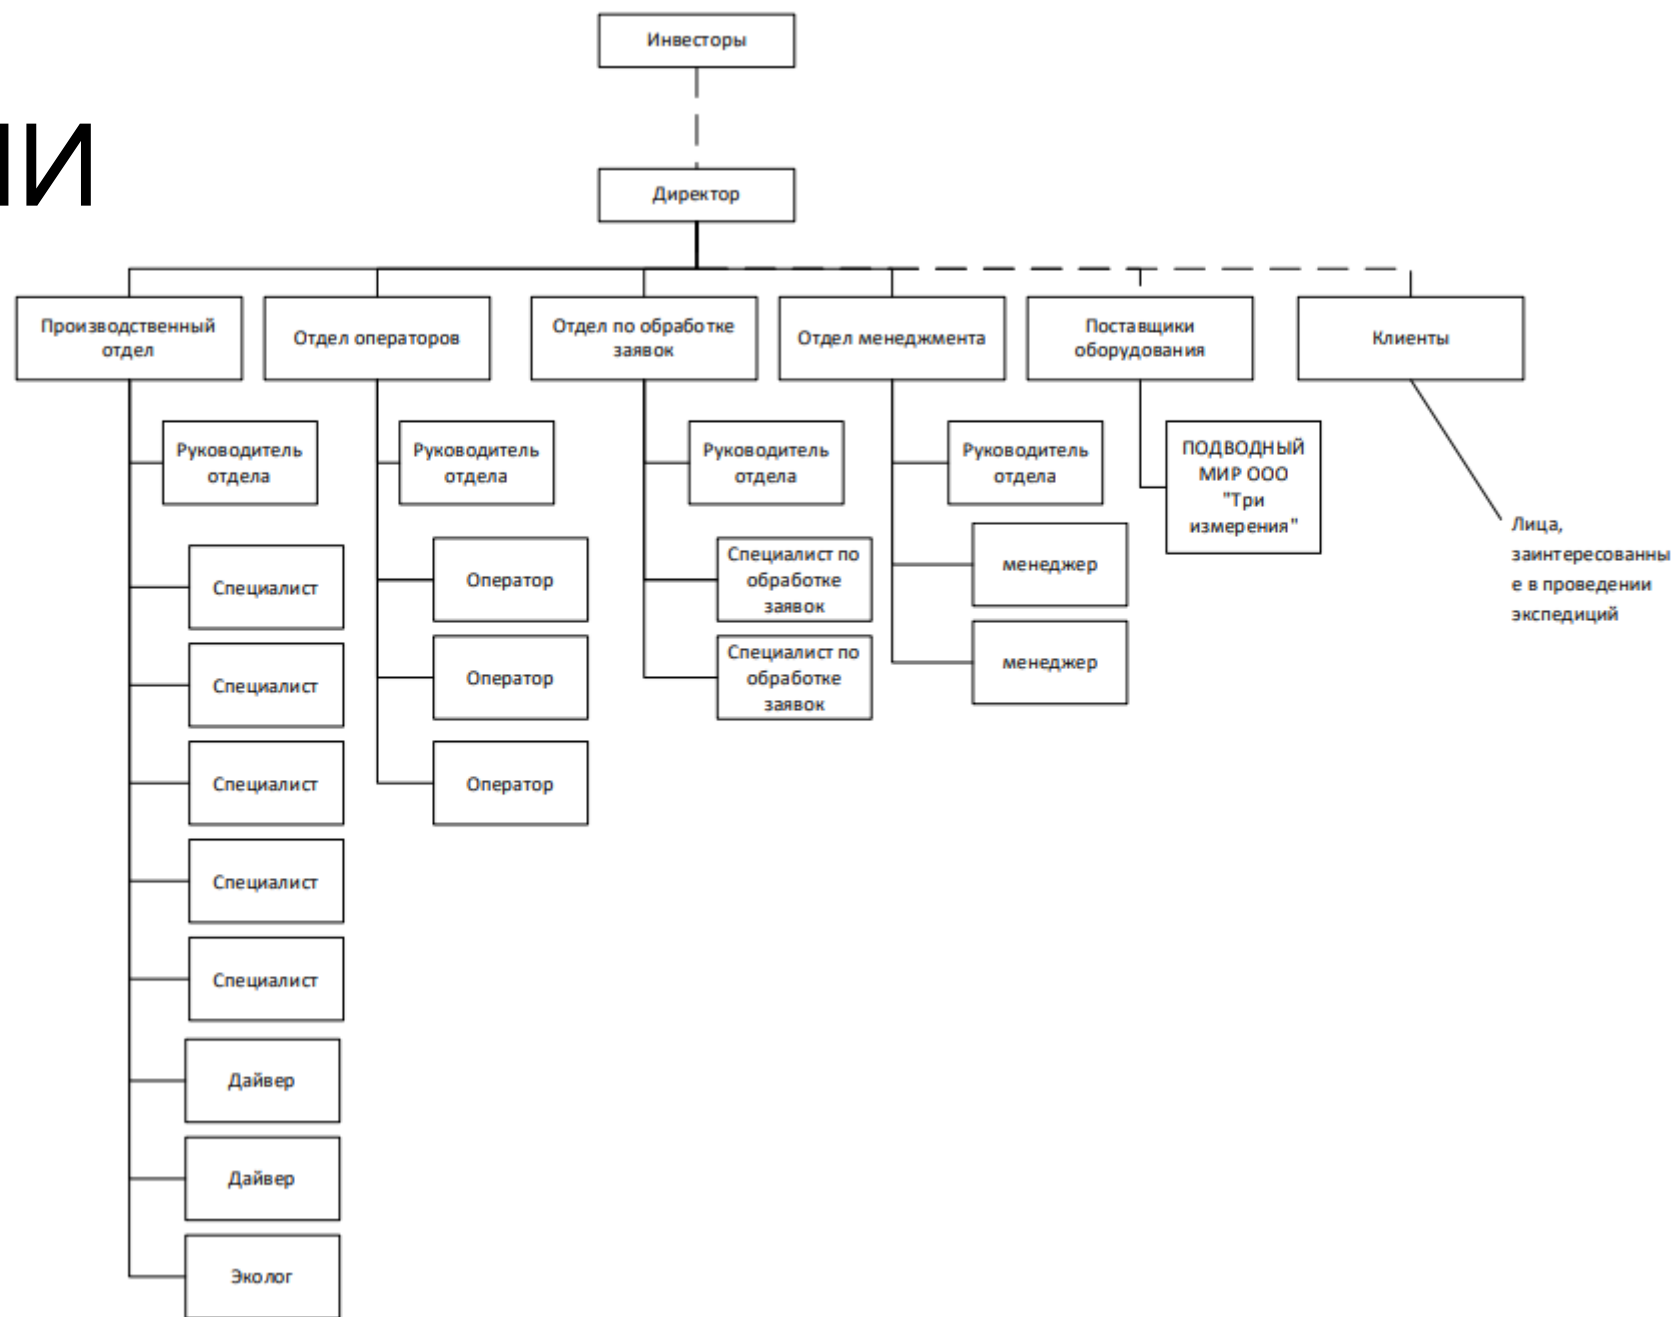 Инвесторы
ИИ
Директор
Производственный
отдел
Отдел операторов
Отдел по обработке
заявок
Отдел менеджмента
Поставщики
оборудования
Клиенты
Руководитель
отдела
Руководитель
отдела
Руководитель
отдела
Руководитель
отдела
ПОДВОДНЫЙ
МИР ООО
"Три
измерения"
Лица,
заинтересованны
е в проведении
экспедиций
Специалист
Специалист
Специалист
Специалист
Специалист
Дайвер
Дайвер
Эколог
Оператор
Оператор
Оператор
Специалист по
обработке
заявок
Специалист по
обработке
заявок
менеджер
менеджер